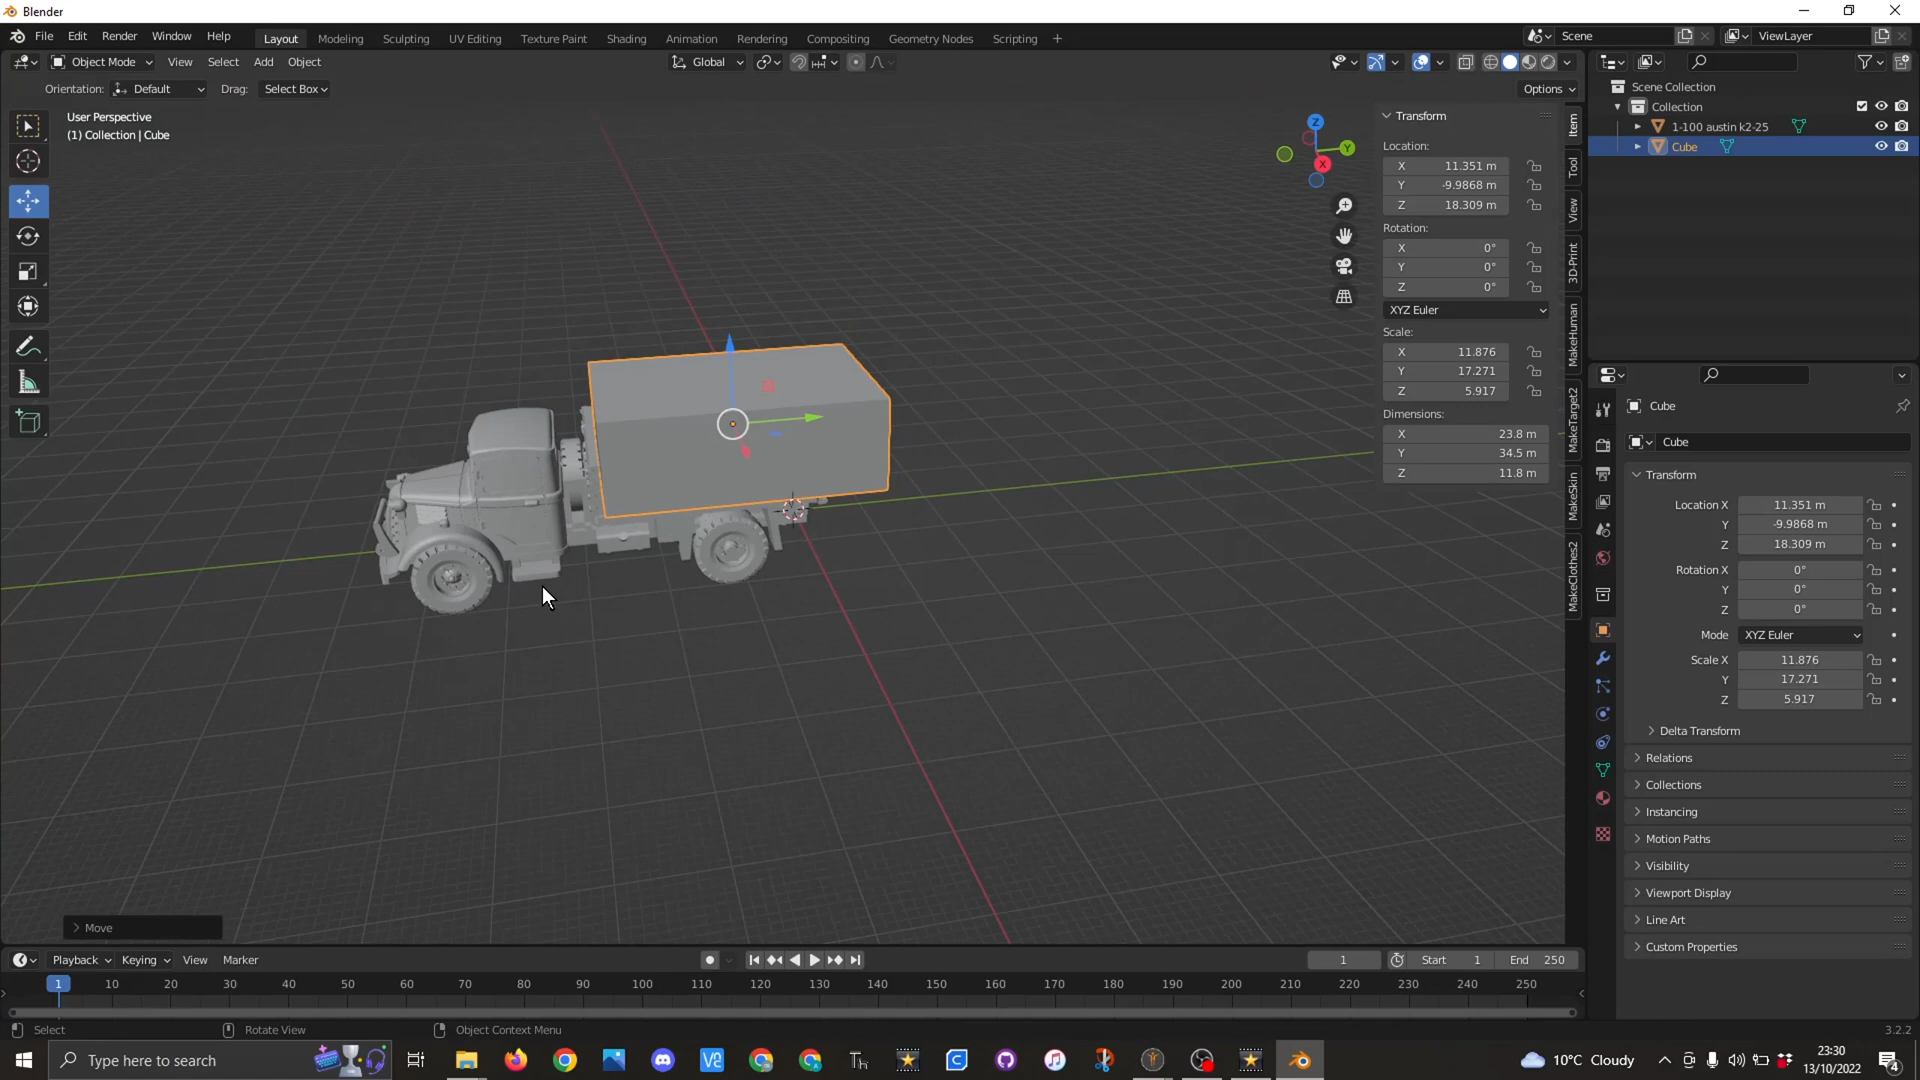 Blender
File Edit Render Window Help Layout Modeling Sculpting UV Editing Texture Paint Shading Animation Rendering Compositing Geometry Nodes Scripting + Scene ViewLayer
Object Mode View Select Add Object Global
Orientation: Default Drag: Select Box Options
User Perspective
(1) Collection | Cube
Z
Y
X
Transform
Location:
X 11.351 m
Y -9.9868 m
Z 18.309 m
Rotation:
X 0°
Y 0°
Z 0°
XYZ Euler
Scale:
X 11.876
Y 17.271
Z 5.917
Dimensions:
X 23.8 m
Y 34.5 m
Z 11.8 m
Item
Tool
View
3D-Print
MakeHuman
MakeTarget2
MakeSkin
MakeClothes2
Scene Collection
Collection
1-100 austin k2-25
Cube
Cube
Cube
Transform
Location X 11.351 m
Y -9.9868 m
Z 18.309 m
Rotation X 0°
Y 0°
Z 0°
Mode XYZ Euler
Scale X 11.876
Y 17.271
Z 5.917
Delta Transform
Relations
Collections
Instancing
Motion Paths
Visibility
Viewport Display
Line Art
Custom Properties
Move
Playback Keying View Marker 1 Start 1 End 250
1 10 20 30 40 50 60 70 80 90 100 110 120 130 140 150 160 170 180 190 200 210 220 230 240 250
Select Rotate View Object Context Menu 3.2.2
Type here to search
10°C Cloudy
23:30
13/10/2022
4